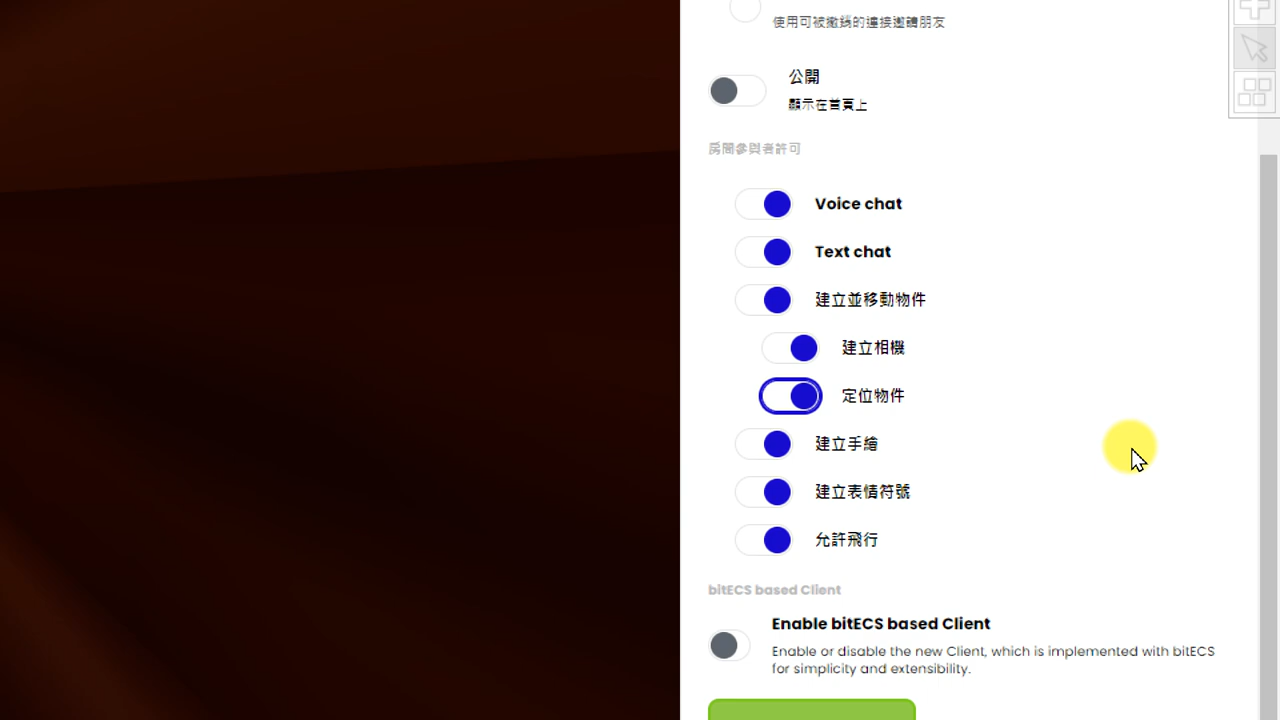 使用可被撤銷的連接邀請朋友
公開
顯示在首頁上
房間參與者許可
Voice chat
Text chat
建立並移動物件
建立相機
定位物件
建立手繪
建立表情符號
允許飛行
bitECS based Client
Enable bitECS based Client
Enable or disable the new Client, which is implemented with bitECS
for simplicity and extensibility.